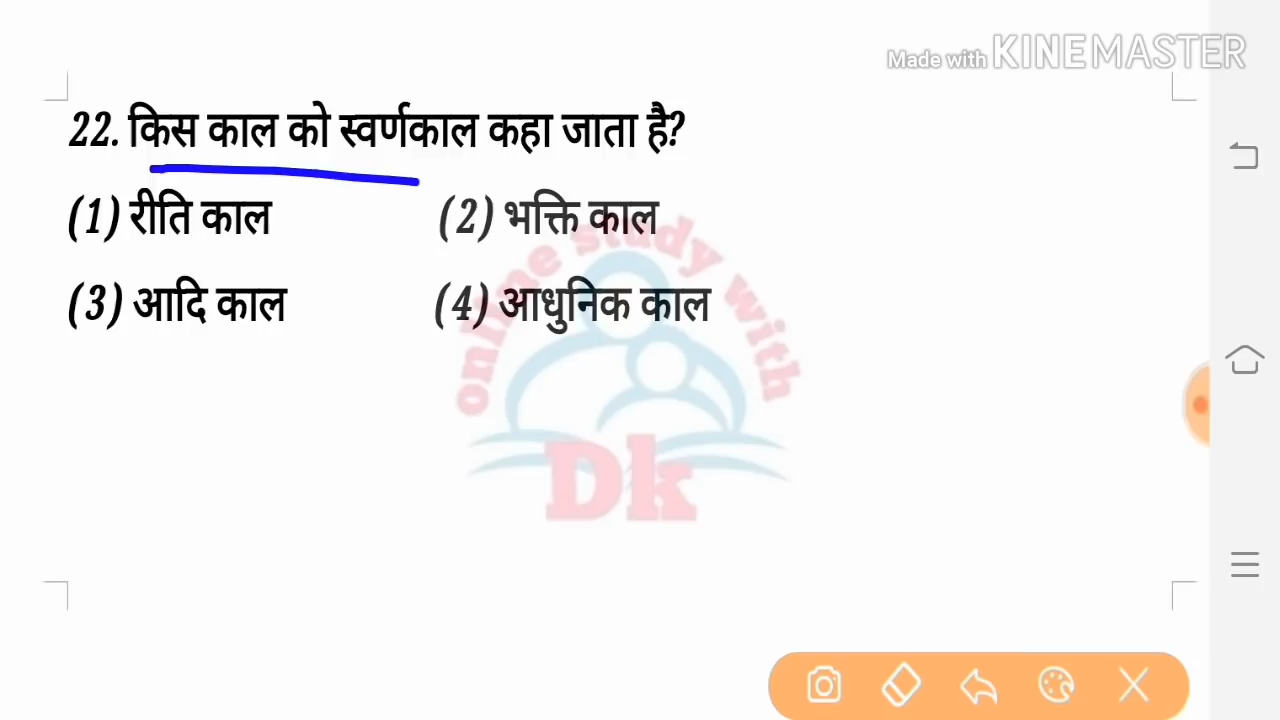 Made with KINEMASTER
22. किस काल को स्वर्णकाल कहा जाता है?
(1) रीति काल (2) भक्ति काल
(3) आदि काल (4) आधुनिक काल
online study with
Dk